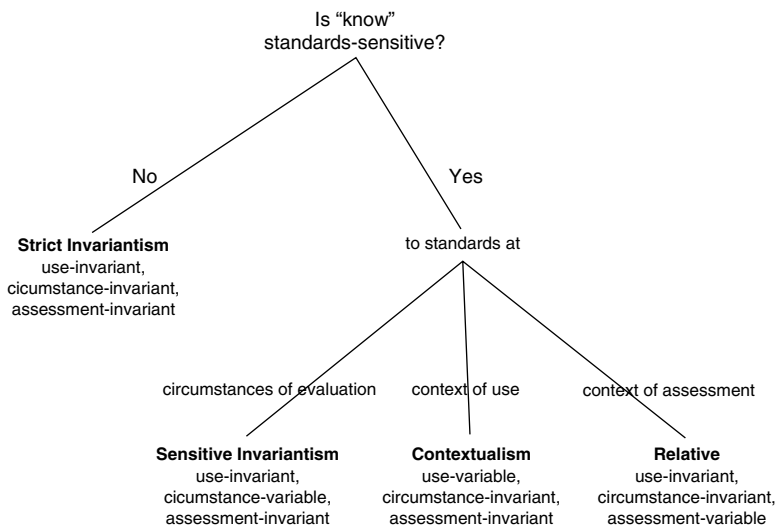 Is “know”
standards-sensitive?
No
Yes
Strict Invariantism
use-invariant,
cicumstance-invariant,
assessment-invariant
to standards at
circumstances of evaluation
context of use
context of assessment
Sensitive Invariantism
use-invariant,
cicumstance-variable,
assessment-invariant
Contextualism
use-variable,
circumstance-invariant,
assessment-invariant
Relative
use-invariant,
circumstance-invariant,
assessment-variable